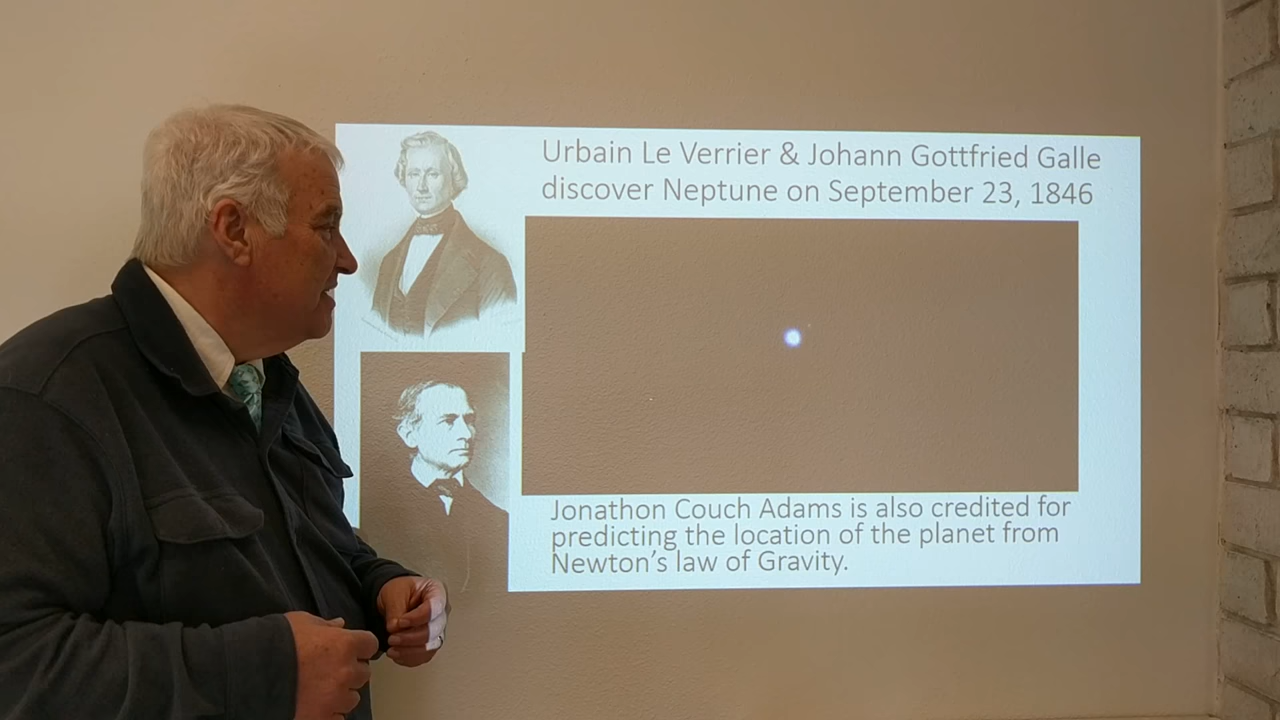 Urbain Le Verrier & Johann Gottfried Galle
discover Neptune on September 23, 1846
Jonathon Couch Adams is also credited for
predicting the location of the planet from
Newton's law of Gravity.